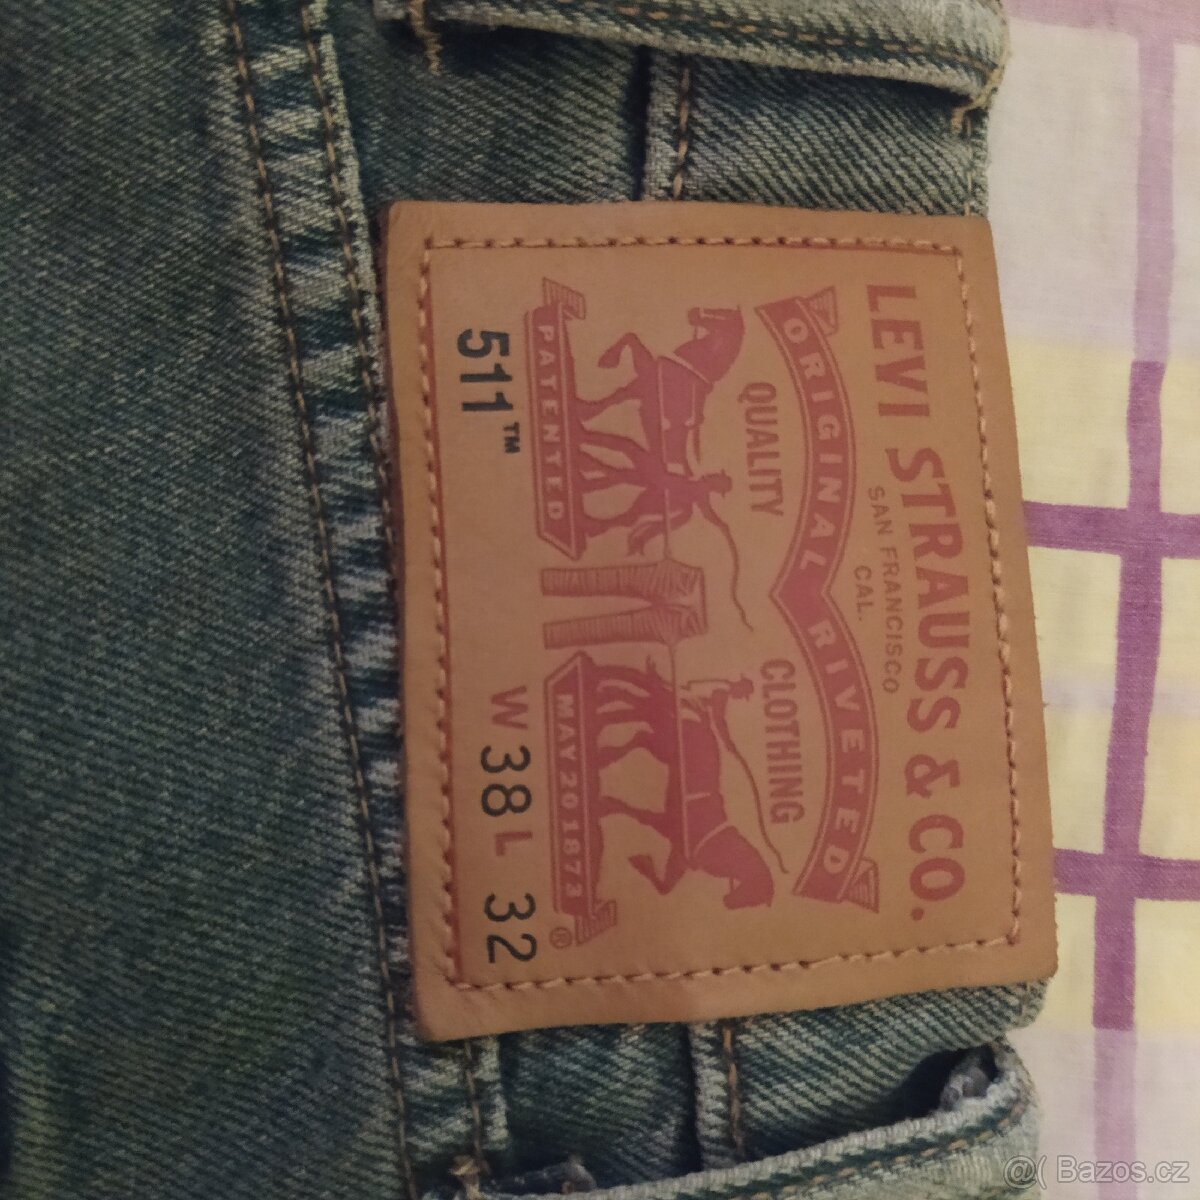 LEVI STRAUSS & CO.
SAN FRANCISCO
CAL.
ORIGINAL RIVETED
QUALITY CLOTHING
PATENTED MAY 20 1873 ®
511™ W 38 L 32
@( Bazos.cz